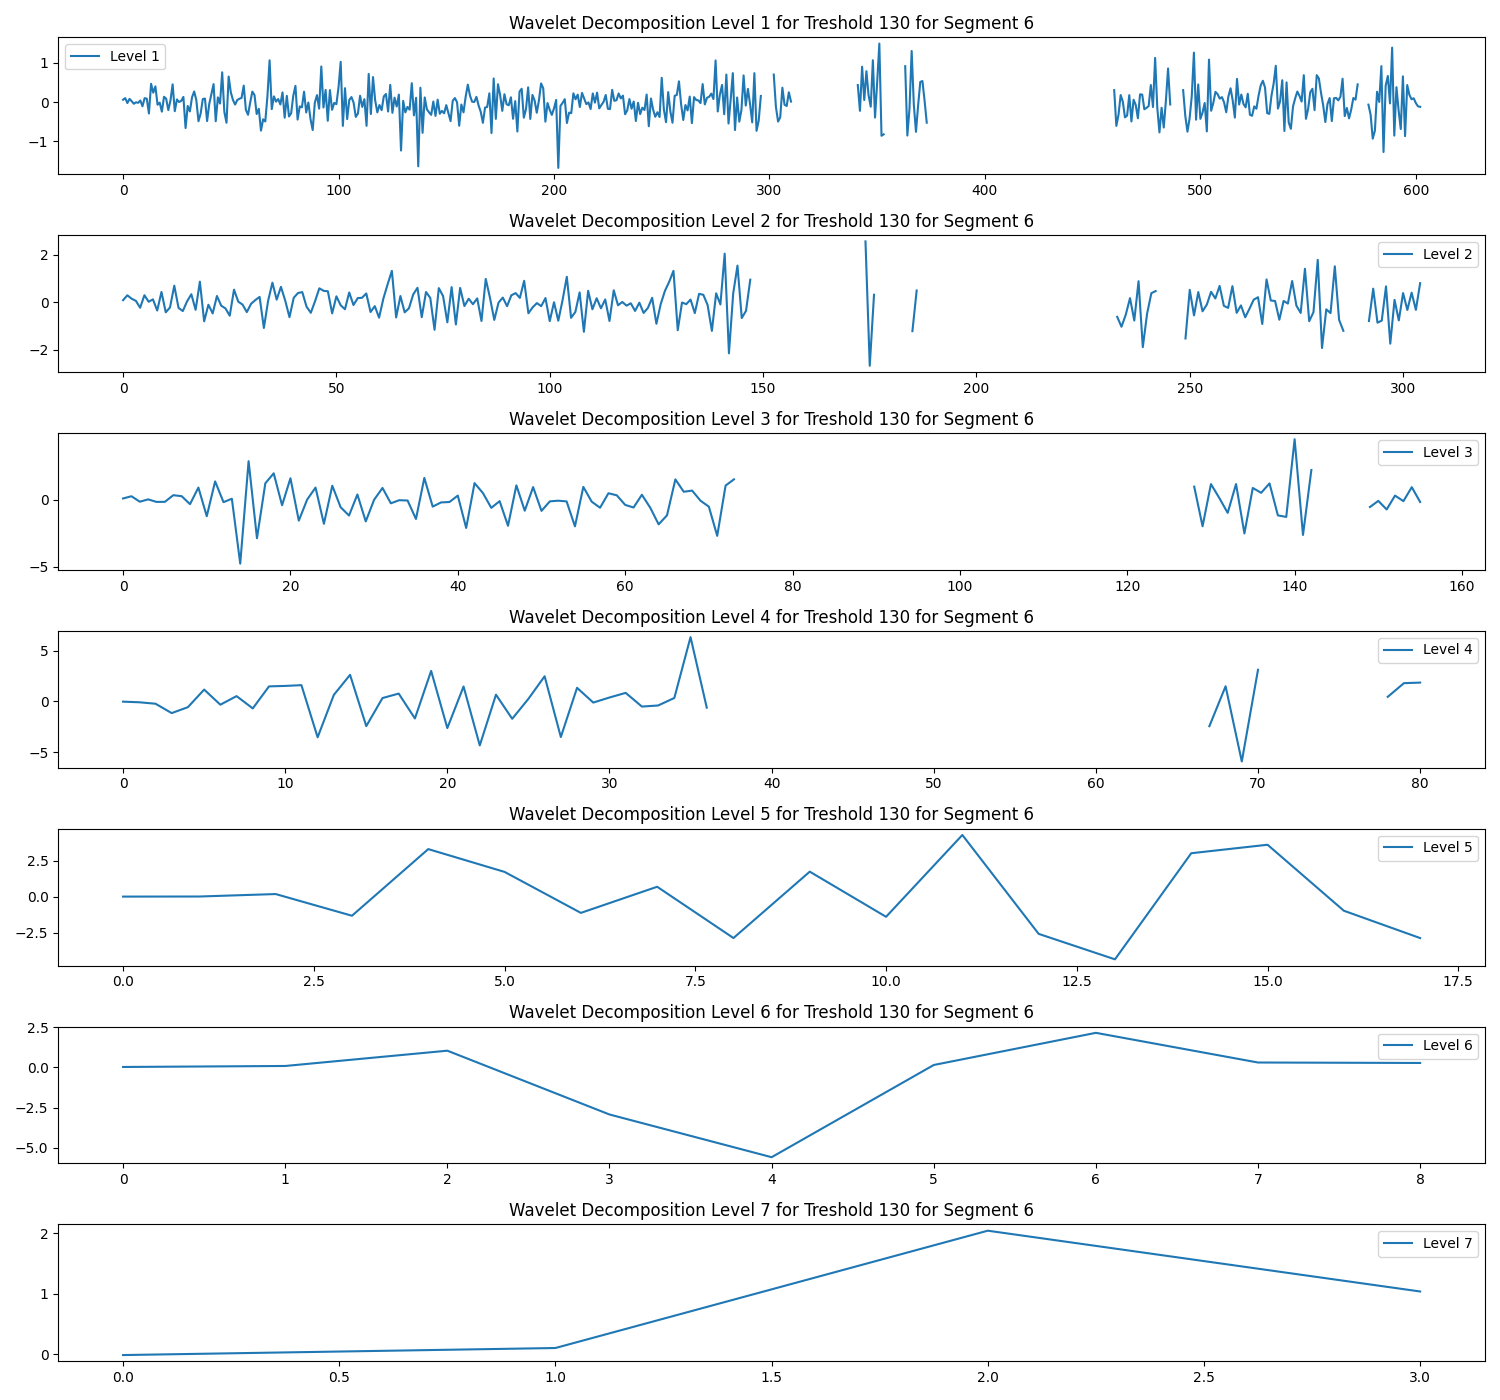 Wavelet Decomposition Level 1 for Treshold 130 for Segment 6
Level 1
1
0
−1
0 100 200 300 400 500 600
Wavelet Decomposition Level 2 for Treshold 130 for Segment 6
Level 2
2
0
−2
0 50 100 150 200 250 300
Wavelet Decomposition Level 3 for Treshold 130 for Segment 6
Level 3
0
−5
0 20 40 60 80 100 120 140 160
Wavelet Decomposition Level 4 for Treshold 130 for Segment 6
Level 4
5
0
−5
0 10 20 30 40 50 60 70 80
Wavelet Decomposition Level 5 for Treshold 130 for Segment 6
Level 5
2.5
0.0
−2.5
0.0 2.5 5.0 7.5 10.0 12.5 15.0 17.5
Wavelet Decomposition Level 6 for Treshold 130 for Segment 6
Level 6
2.5
0.0
−2.5
−5.0
0 1 2 3 4 5 6 7 8
Wavelet Decomposition Level 7 for Treshold 130 for Segment 6
Level 7
2
1
0
0.0 0.5 1.0 1.5 2.0 2.5 3.0